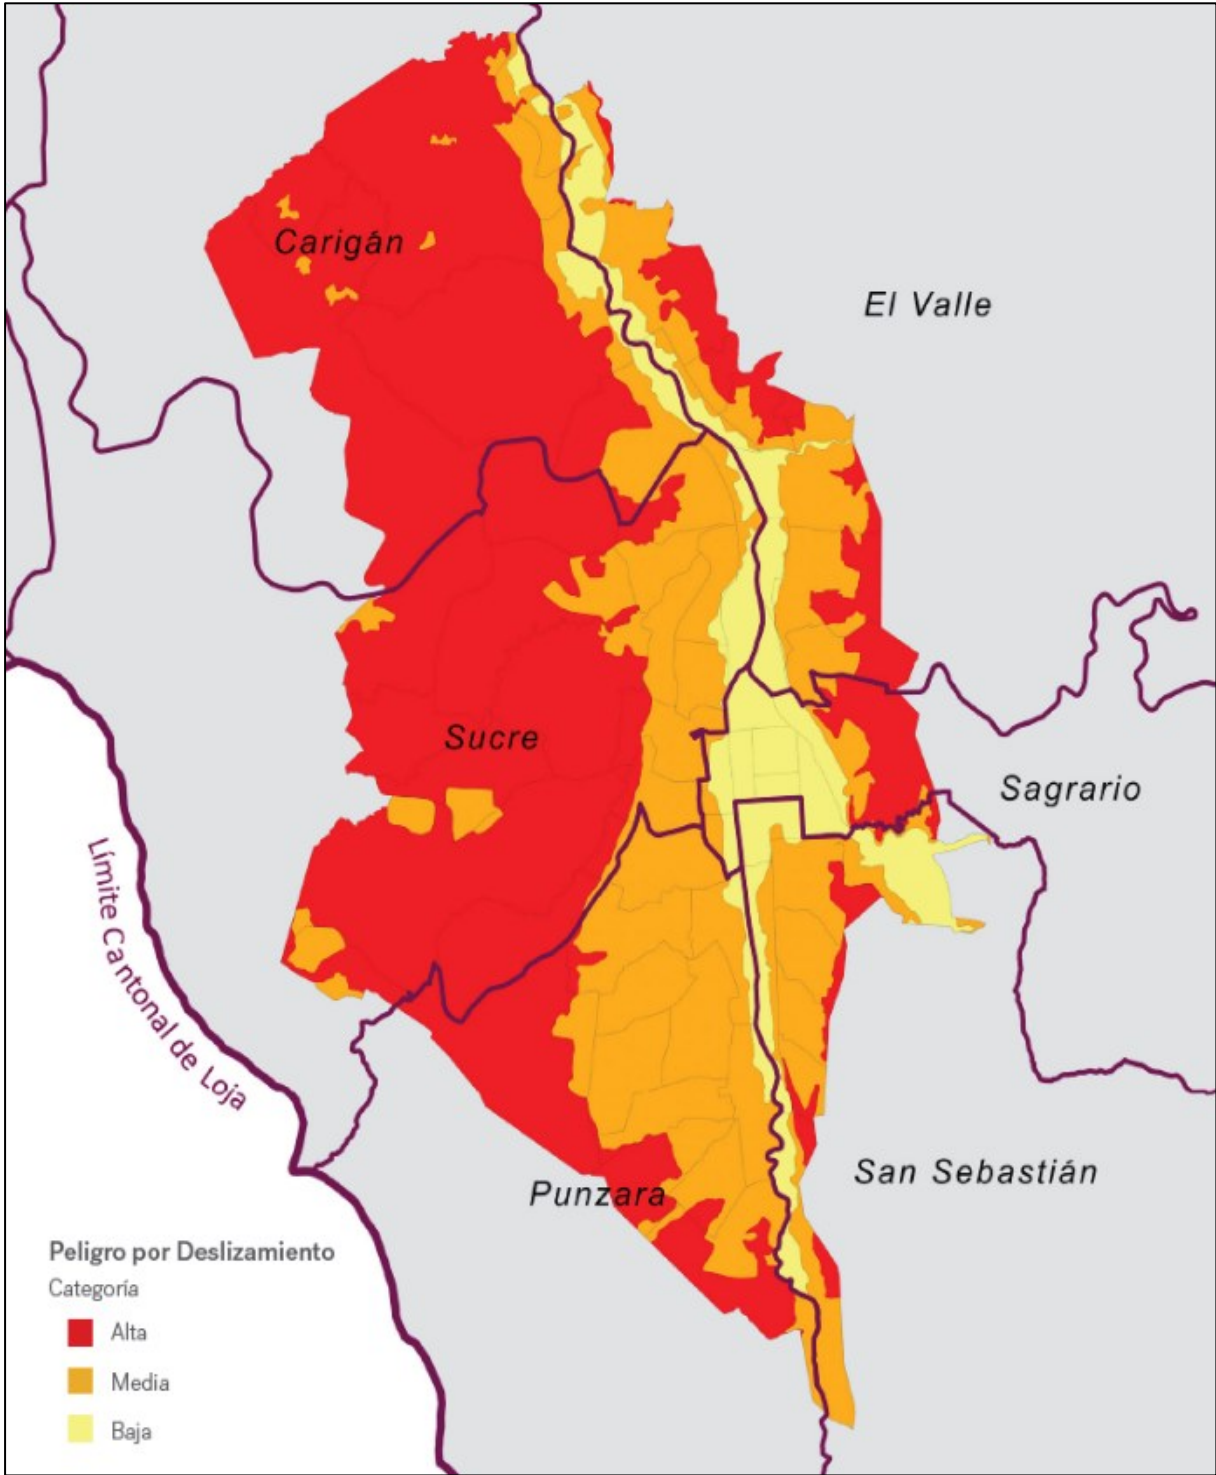 Carigán
El Valle
Sucre
Sagrario
Límite Cantonal de Loja
San Sebastián
Punzara
Peligro por Deslizamiento
Categoría
Alta
Media
Baja